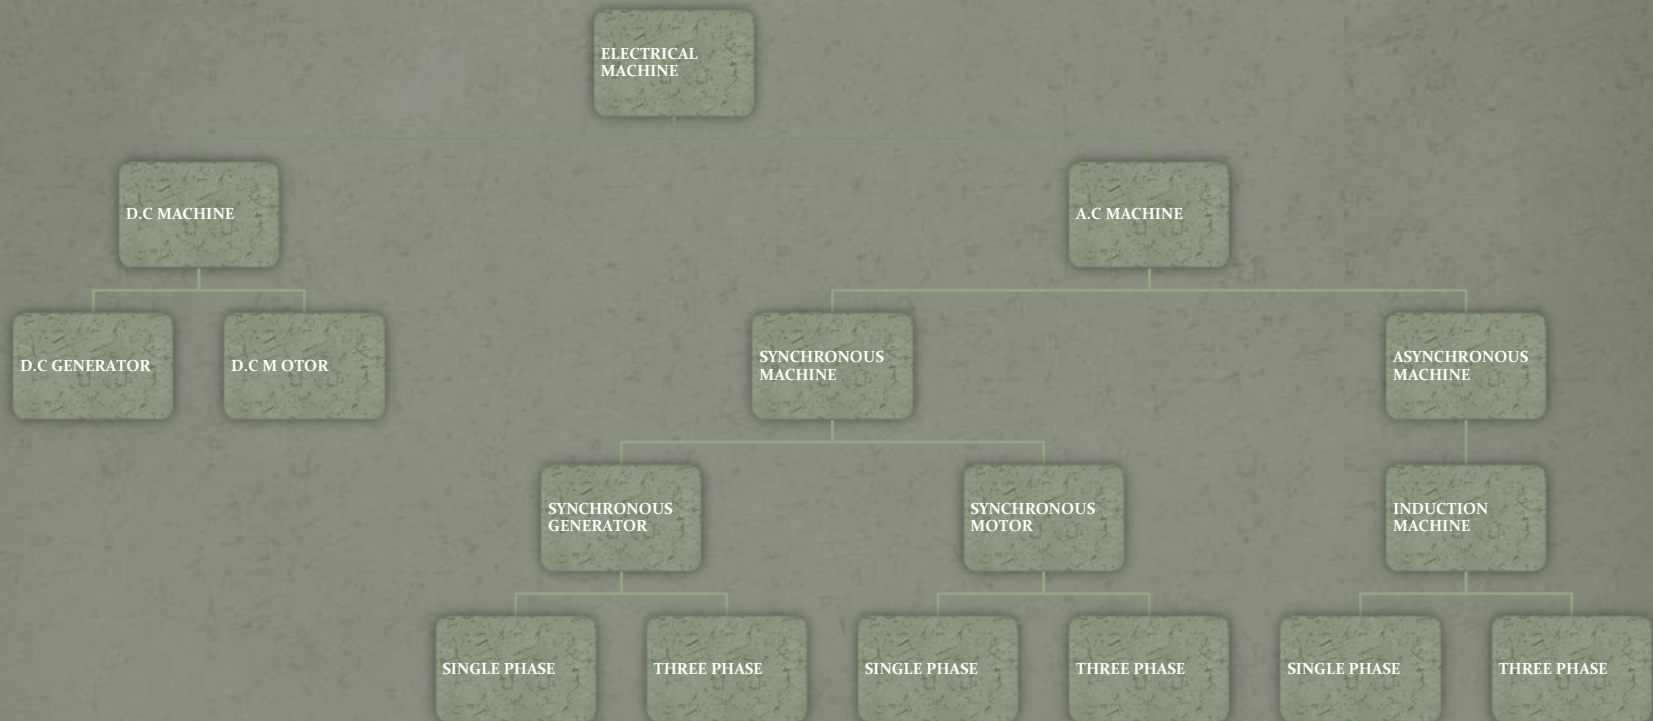 ELECTRICAL
MACHINE
D.C MACHINE
A.C MACHINE
D.C GENERATOR
D.C M OTOR
SYNCHRONOUS
MACHINE
ASYNCHRONOUS
MACHINE
SYNCHRONOUS
GENERATOR
SYNCHRONOUS
MOTOR
INDUCTION
MACHINE
SINGLE PHASE
THREE PHASE
SINGLE PHASE
THREE PHASE
SINGLE PHASE
THREE PHASE